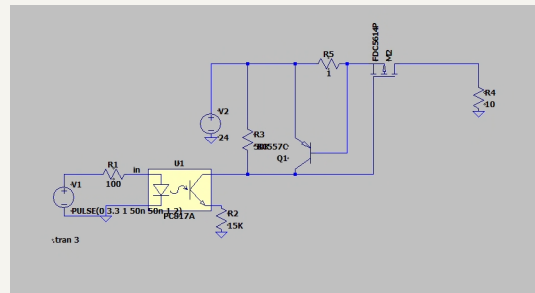 FDC5614P
M2
R5
1
R4
10
V2
24
R3
BC557C
Q1
R1
100
in
U1
V1
PULSE(0 3.3 1 50n 50n 1 2)
PC817A
R2
15K
.tran 3